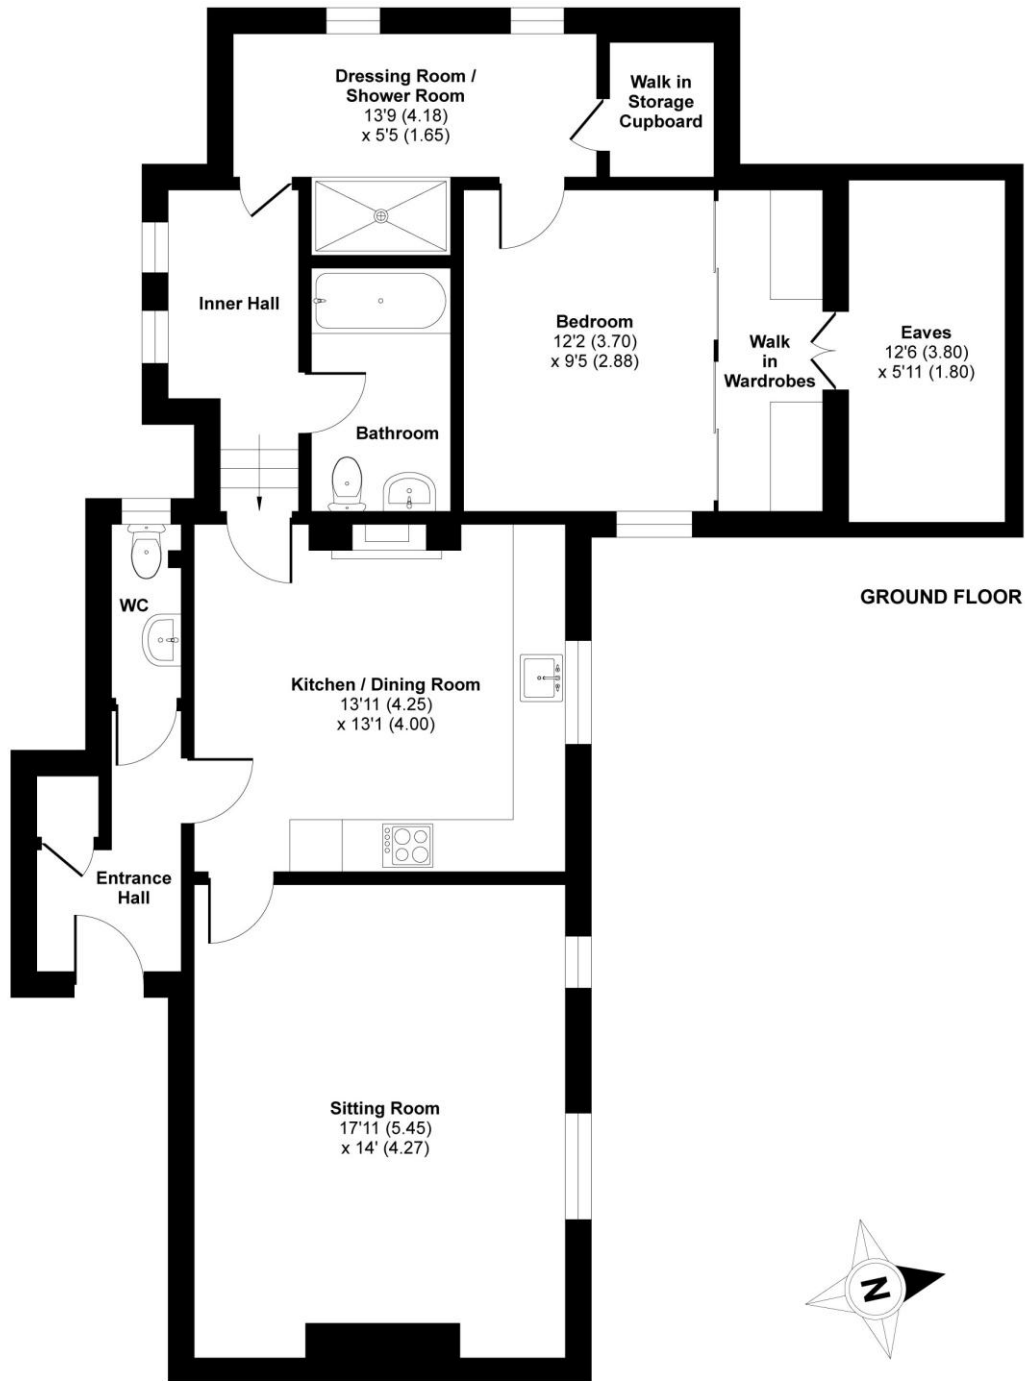 Dressing Room /
Shower Room
13'9 (4.18)
x 5'5 (1.65)
Walk in
Storage
Cupboard
Inner Hall
Bedroom
12'2 (3.70)
x 9'5 (2.88)
Walk
in
Wardrobes
Eaves
12'6 (3.80)
x 5'11 (1.80)
Bathroom
GROUND FLOOR
WC
Kitchen / Dining Room
13'11 (4.25)
x 13'1 (4.00)
Entrance
Hall
Sitting Room
17'11 (5.45)
x 14' (4.27)
N